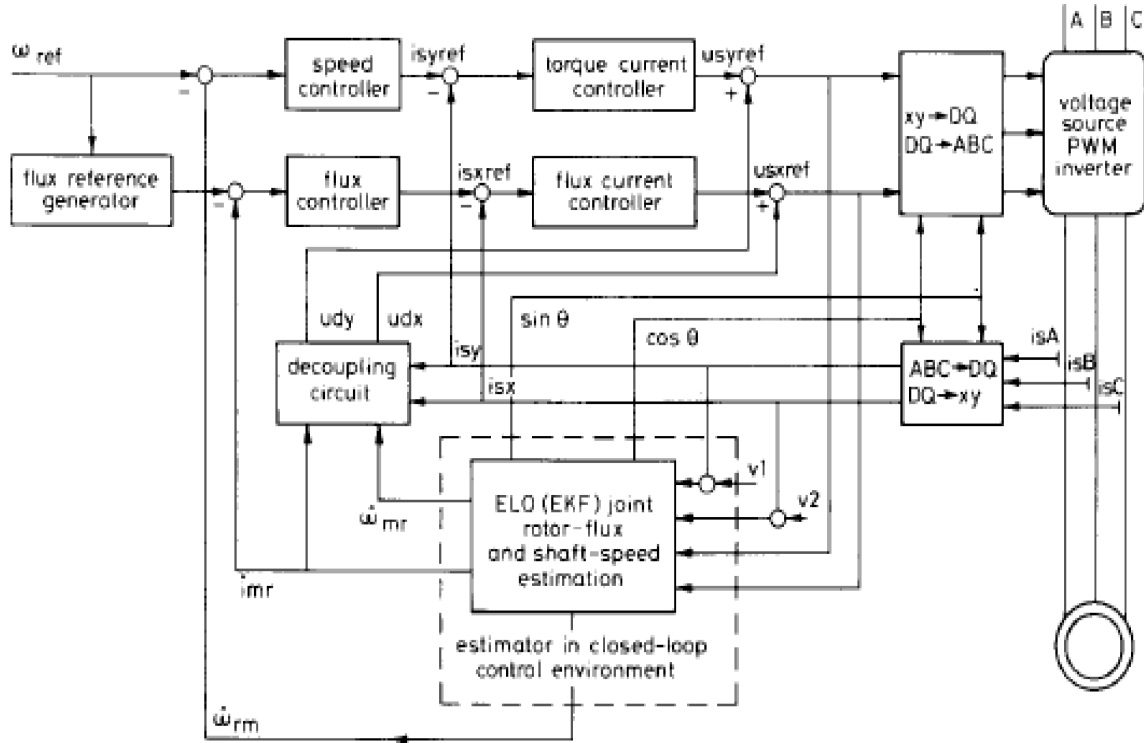 A B C
ω ref
-
speed
controller
isyref
-
torque current
controller
usyref
+
xy→DQ
DQ→ABC
voltage
source
PWM
inverter
flux reference
generator
-
flux
controller
isxref
-
flux current
controller
usxref
+
udy
udx
sin θ
cos θ
decoupling
circuit
isy
isx
ABC→DQ
DQ→xy
isA
isB
isC
v1
v2
ω̇mr
imr
ELO (EKF) joint
rotor-flux
and shaft-speed
estimation
estimator in closed-loop
control environment
ω̇rm